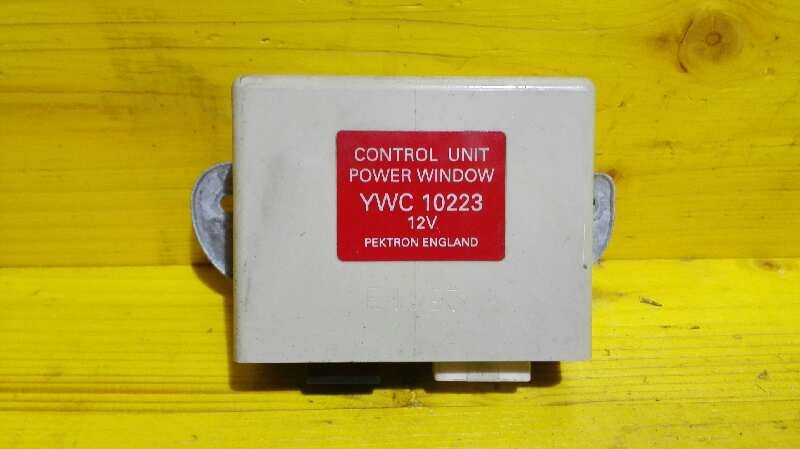 CONTROL UNIT
POWER WINDOW
YWC 10223
12V
PEKTRON ENGLAND